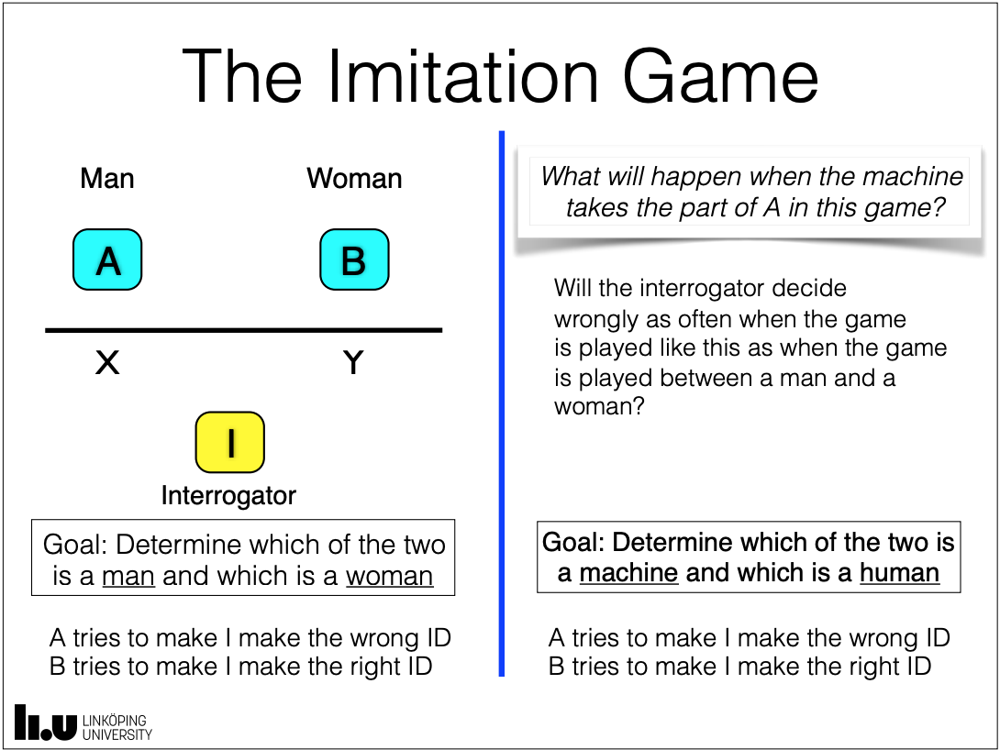 The Imitation Game
Man
Woman
A
B
X
Y
I
Interrogator
Goal: Determine which of the two
is a man and which is a woman
A tries to make I make the wrong ID
B tries to make I make the right ID
What will happen when the machine
takes the part of A in this game?
Will the interrogator decide
wrongly as often when the game
is played like this as when the game
is played between a man and a
woman?
Goal: Determine which of the two is
a machine and which is a human
A tries to make I make the wrong ID
B tries to make I make the right ID
li.u
LINKÖPING
UNIVERSITY